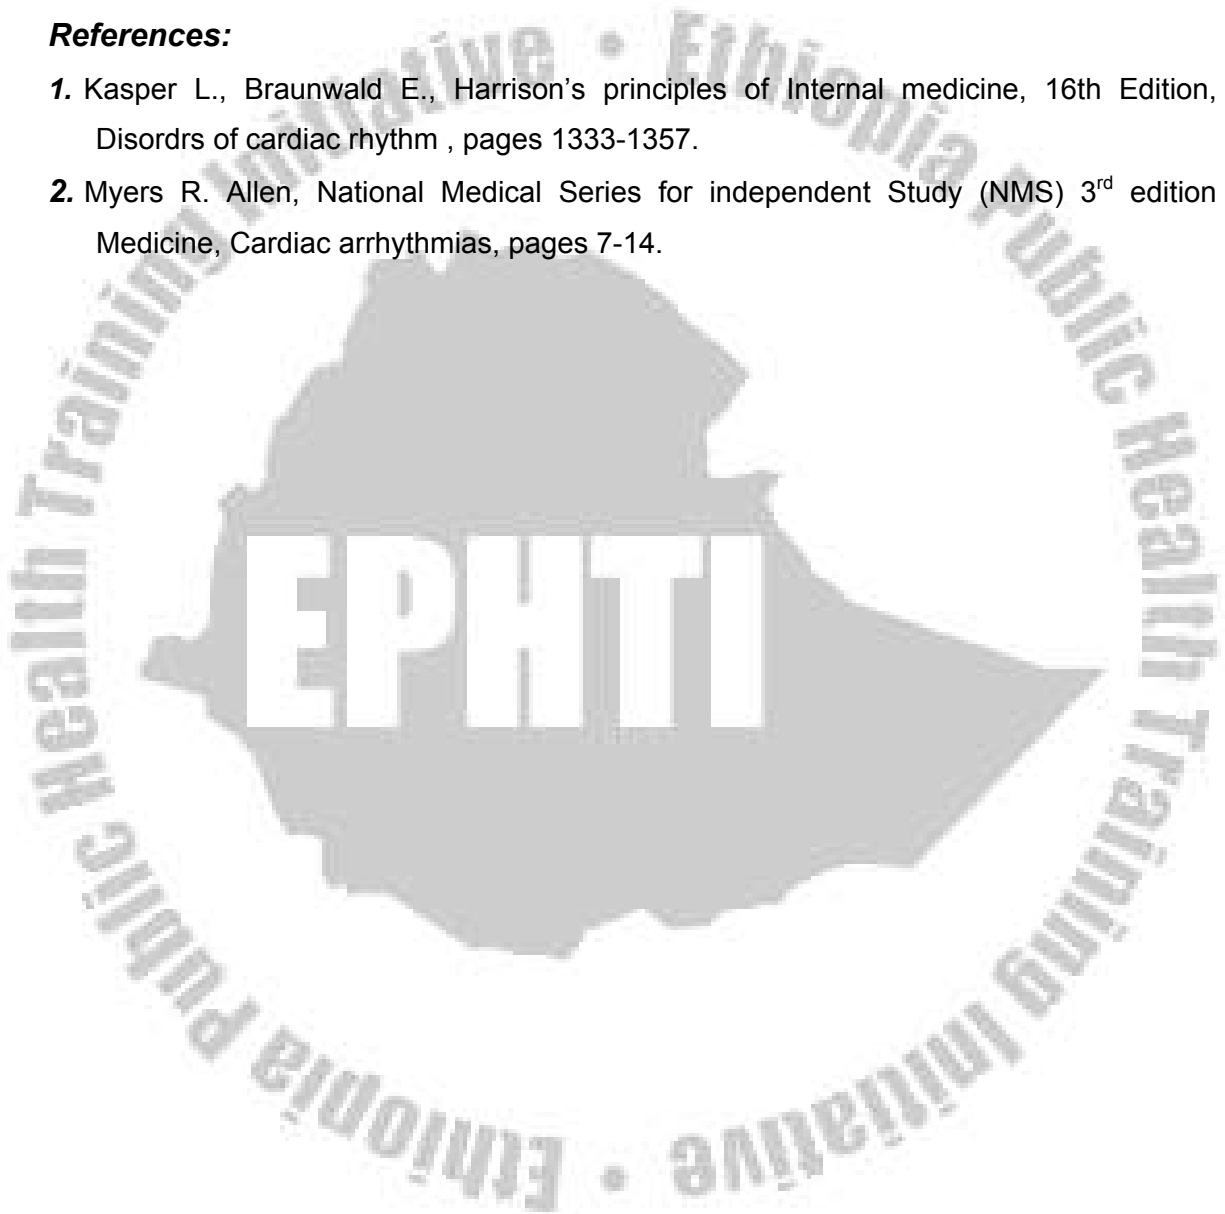 References:
1. Kasper L., Braunwald E., Harrison's principles of Internal medicine, 16th Edition,
Disordrs of cardiac rhythm , pages 1333-1357.
2. Myers R. Allen, National Medical Series for independent Study (NMS) 3rd edition
Medicine, Cardiac arrhythmias, pages 7-14.
EPHTI
Ethiopia Public Health Training Initiative • Ethiopia Public Health Training Initiative •